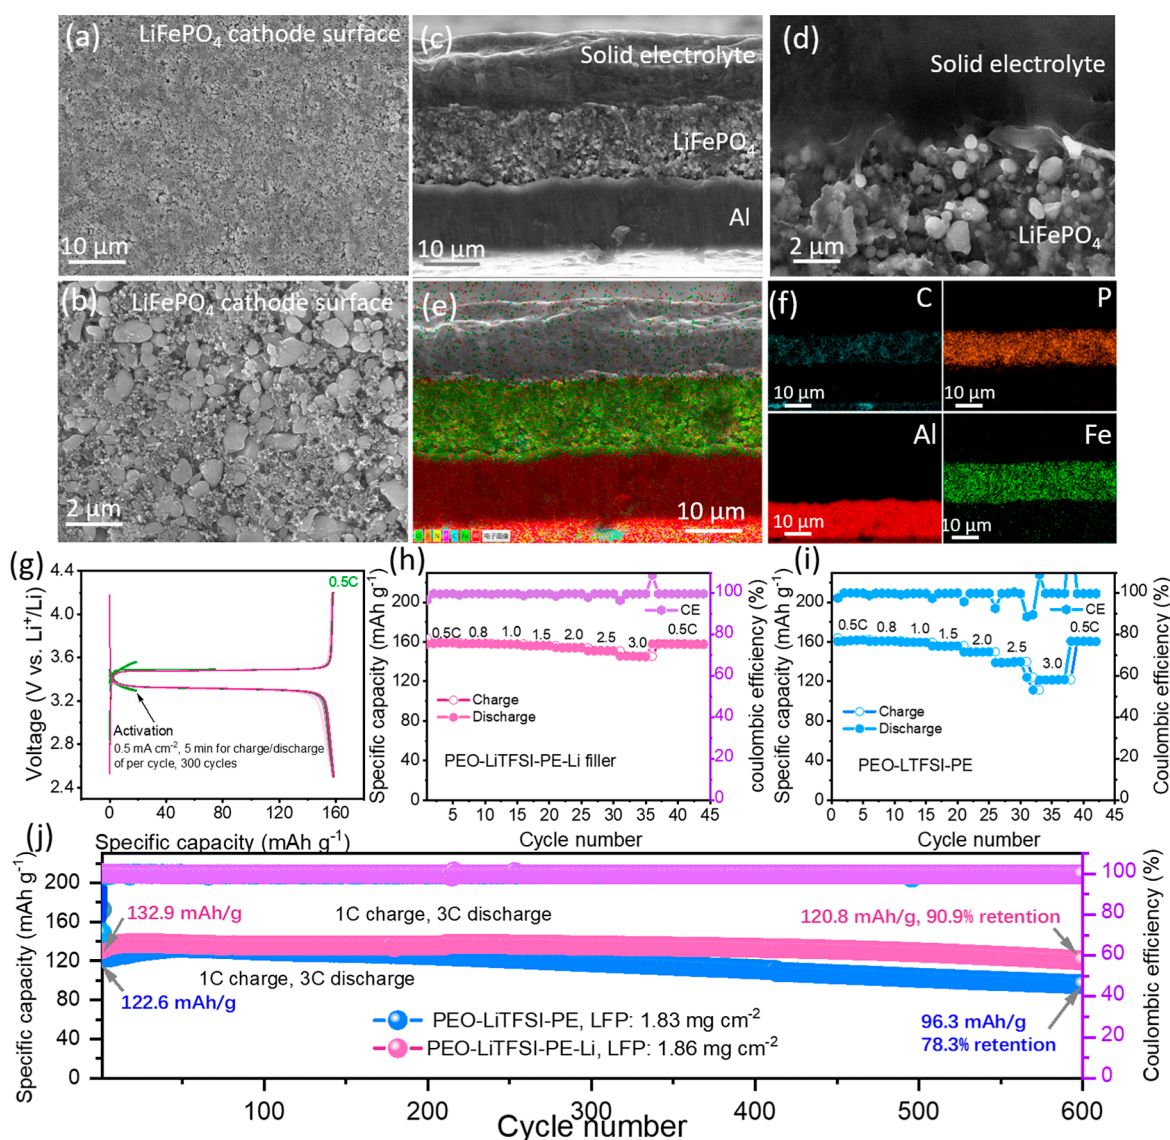 (a)
LiFePO₄ cathode surface
10 μm
(c)
Solid electrolyte
LiFePO₄
Al
10 μm
(d)
Solid electrolyte
LiFePO₄
2 μm
(b)
LiFePO₄ cathode surface
2 μm
(e)
10 μm
电子图像
(f)
C
10 μm
P
10 μm
Al
10 μm
Fe
10 μm
(g)
Voltage (V vs. Li⁺/Li)
4.4
4.0
3.6
3.2
2.8
2.4
0.5C
Activation
0.5 mA cm⁻², 5 min for charge/discharge
of per cycle, 300 cycles
0 40 80 120 160
Specific capacity (mAh g⁻¹)
(h)
Specific capacity (mAh g⁻¹)
200
160
120
80
40
0
CE
0.5C 0.8 1.0 1.5 2.0 2.5 3.0 0.5C
Charge
Discharge
PEO-LiTFSI-PE-Li filler
5 10 15 20 25 30 35 40 45
Cycle number
100
80
60
40
20
0
coulombic efficiency (%)
(i)
Specific capacity (mAh g⁻¹)
200
160
120
80
40
0
CE
0.5C 0.8 1.0 1.5 2.0 2.5 3.0 0.5C
Charge
Discharge
PEO-LTFSI-PE
0 5 10 15 20 25 30 35 40 45
Cycle number
100
80
60
40
20
0
coulombic efficiency (%)
(j)
Specific capacity (mAh g⁻¹)
200
160
120
80
40
0
132.9 mAh/g
1C charge, 3C discharge
120.8 mAh/g, 90.9% retention
1C charge, 3C discharge
122.6 mAh/g
PEO-LiTFSI-PE, LFP: 1.83 mg cm⁻²
PEO-LiTFSI-PE-Li, LFP: 1.86 mg cm⁻²
96.3 mAh/g
78.3% retention
100 200 300 400 500 600
Cycle number
100
80
60
40
20
0
Coulombic efficiency (%)